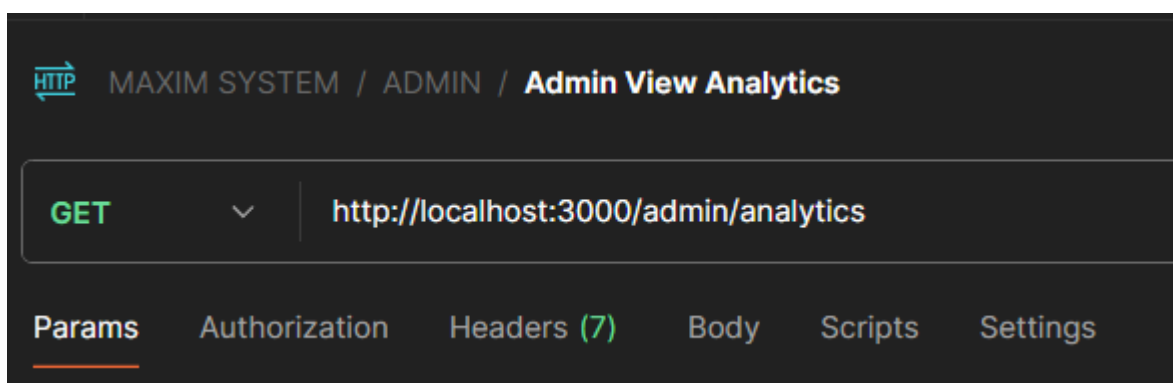 HTTP MAXIM SYSTEM / ADMIN / Admin View Analytics
GET http://localhost:3000/admin/analytics
Params Authorization Headers (7) Body Scripts Settings